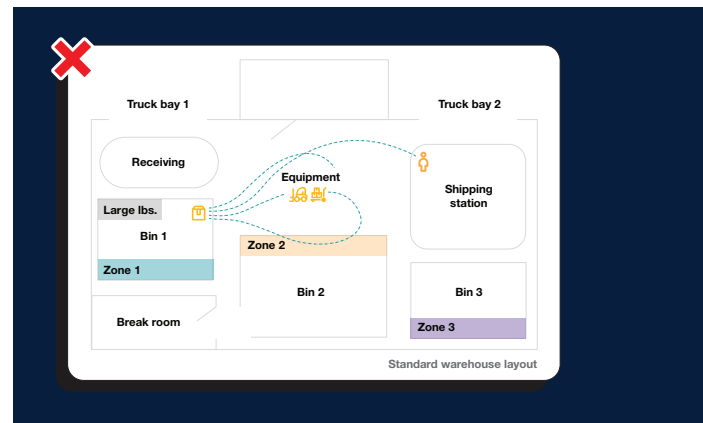 Truck bay 1
Truck bay 2
Receiving
Equipment
Shipping
station
Large lbs.
Bin 1
Zone 1
Zone 2
Bin 2
Bin 3
Zone 3
Break room
Standard warehouse layout